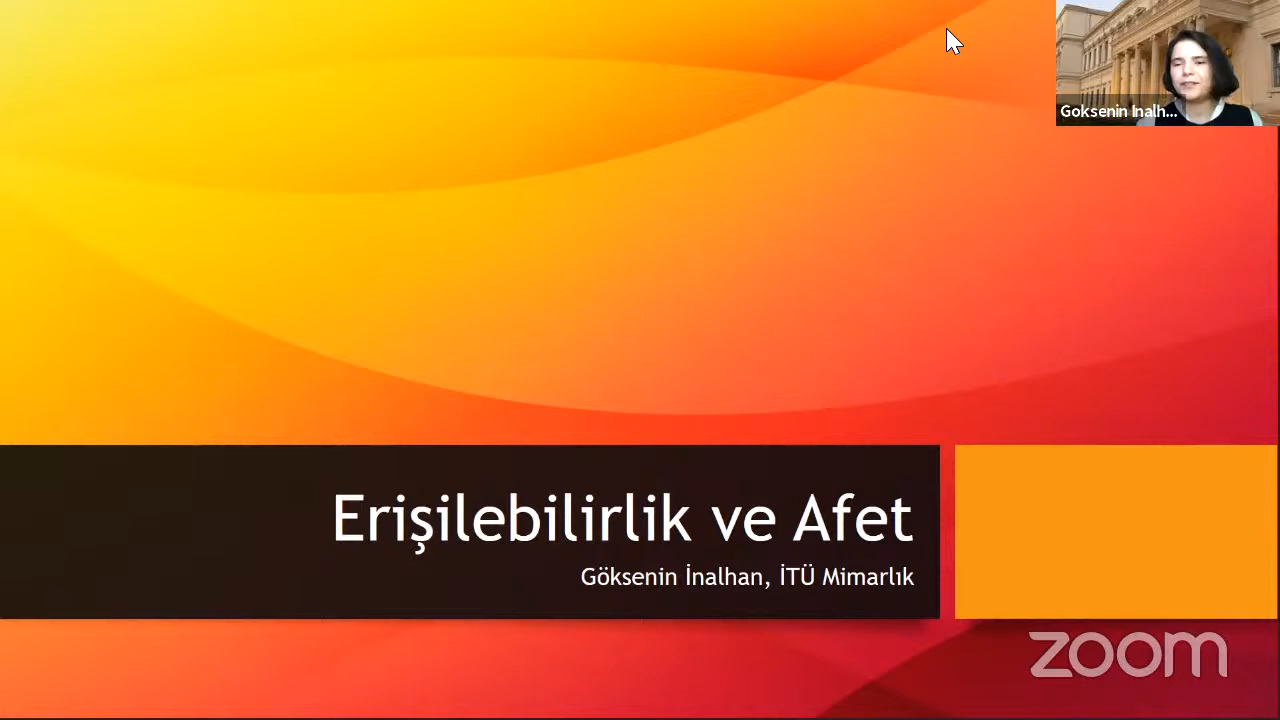 Goksenin Inalh...
Erişilebilirlik ve Afet
Göksenin İnalhan, İTÜ Mimarlık
zoom